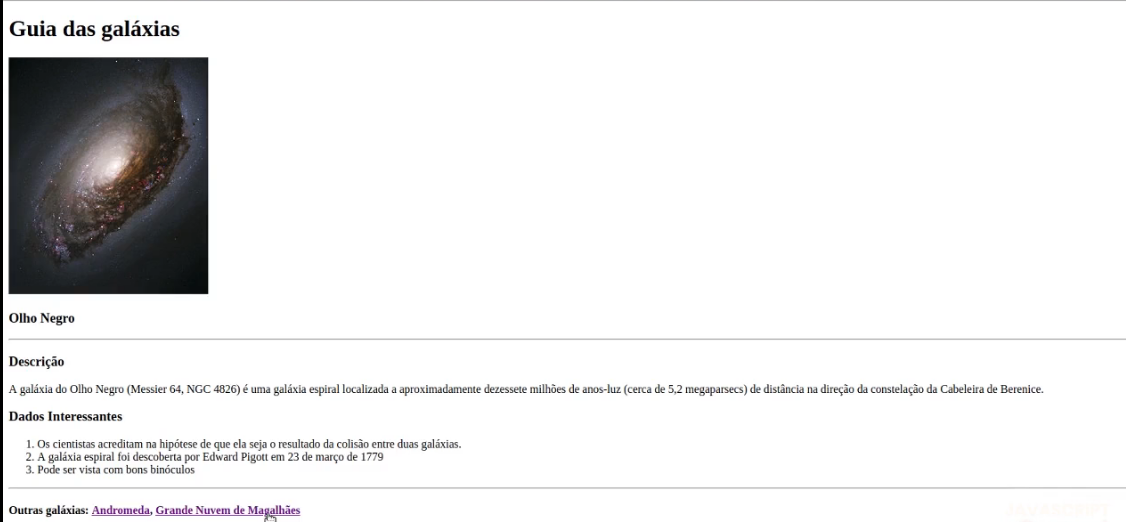 Guia das galáxias
Olho Negro
Descrição
A galáxia do Olho Negro (Messier 64, NGC 4826) é uma galáxia espiral localizada a aproximadamente dezessete milhões de anos-luz (cerca de 5,2 megaparsecs) de distância na direção da constelação da Cabeleira de Berenice.
Dados Interessantes
1. Os cientistas acreditam na hipótese de que ela seja o resultado da colisão entre duas galáxias.
2. A galáxia espiral foi descoberta por Edward Pigott em 23 de março de 1779
3. Pode ser vista com bons binóculos
Outras galáxias: Andromeda, Grande Nuvem de Magalhães